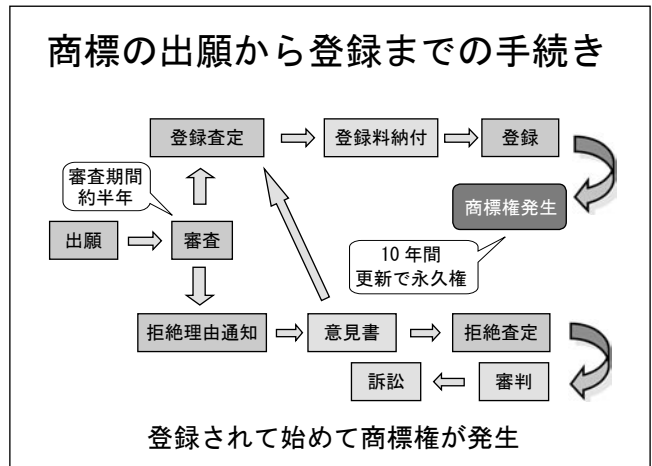 商標の出願から登録までの手続き
登録査定
登録料納付
登録
審査期間
約半年
商標権発生
出願
審査
10 年間
更新で永久権
拒絶理由通知
意見書
拒絶査定
訴訟
審判
登録されて始めて商標権が発生